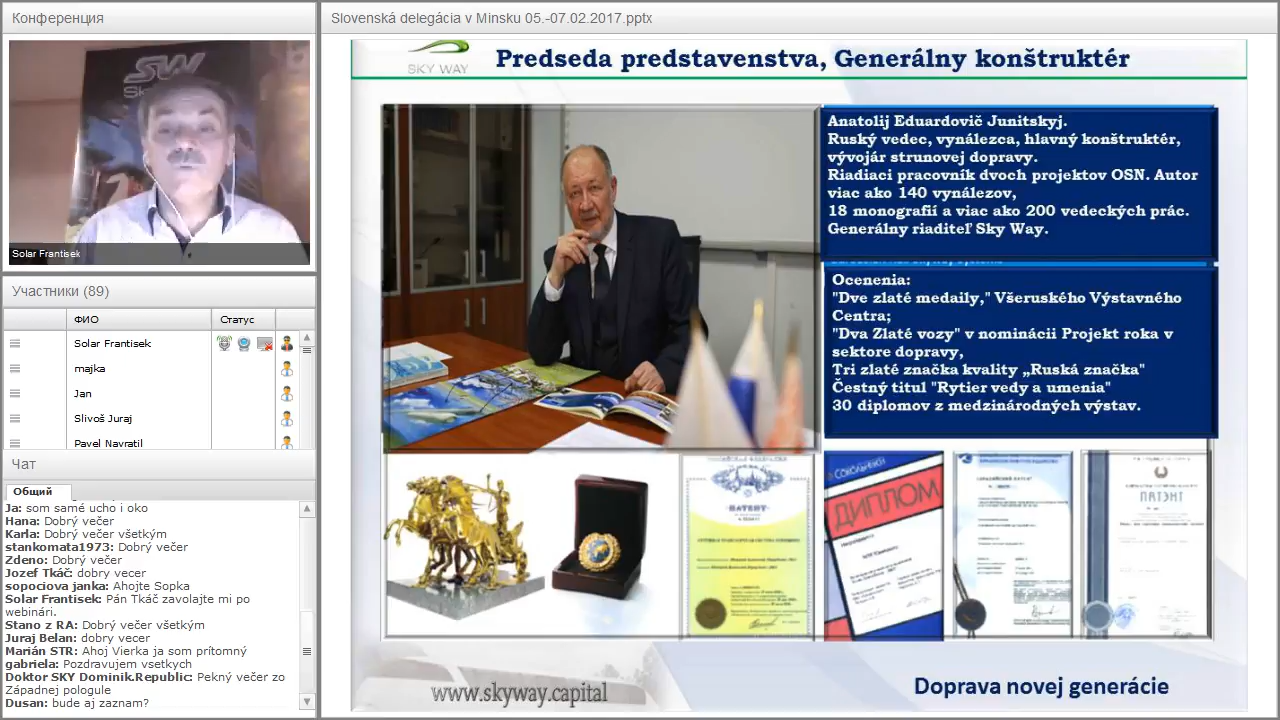 Конференция
Slovenská delegácia v Minsku 05.-07.02.2017.pptx
SW
Solar Frantisek
Участники (89)
ФИО
Статус
Solar Frantisek
majka
Jan
Slivoš Juraj
Pavel Navratil
Чат
Общий
Ja: som samé ucho i oko
Hana: Dobrý večer
Karla: Dobrý večer všetkým
stankomata1973: Dobrý večer
Jozef Tkáč: dobry vecer
Korcová Vierka: Ahojte Sopka
Solar Frantisek: Pán Tkáč zavolajte mi po
webináry
Stano: Dobrý večer všetkým
Juraj Belan: dobrý vecer
Marián STR: Ahoj Vierka ja som prítomný
gabriela: Pozdravujem vsetkych
Doktor SKY Dominik.Republic: Pekný večer zo
Západnej pologule
Dusan: bude aj zaznam?
SKY WAY
Predseda predstavenstva, Generálny konštruktér
Anatolij Eduardovič Junitskyj.
Ruský vedec, vynálezca, hlavný konštruktér,
vývojár strunovej dopravy.
Riadiaci pracovník dvoch projektov OSN. Autor
viac ako 140 vynálezov,
18 monografií a viac ako 200 vedeckých prác.
Generálny riaditeľ Sky Way.
Ocenenia:
"Dve zlaté medaily," Všeruského Výstavného
Centra;
"Dva Zlaté vozy" v nominácii Projekt roka v
sektore dopravy,
Tri zlaté značka kvality „Ruská značka"
Čestný titul "Rytier vedy a umenia"
30 diplomov z medzinárodných výstav.
ПАТЕНТ
СОКОЛЬНИКИ
ДИПЛОМ
ПАТЭНТ
www.skyway.capital
Doprava novej generácie